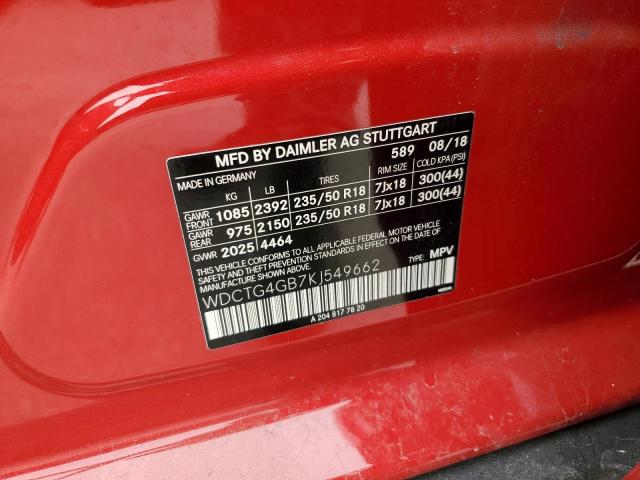 MFD BY DAIMLER AG STUTTGART
MADE IN GERMANY 589 08/18
KG LB TIRES RIM SIZE COLD KPA (PSI)
GAWR FRONT 1085 2392 235/50 R18 7Jx18 300(44)
GAWR REAR 975 2150 235/50 R18 7Jx18 300(44)
GVWR 2025 4464
THIS VEHICLE CONFORMS TO ALL APPLICABLE
FEDERAL MOTOR VEHICLE SAFETY AND
THEFT PREVENTION STANDARDS IN EFFECT ON THE
DATE OF MANUFACTURE SHOWN ABOVE.
WDCTG4GB7KJ549662 TYPE: MPV
A 204 817 78 20